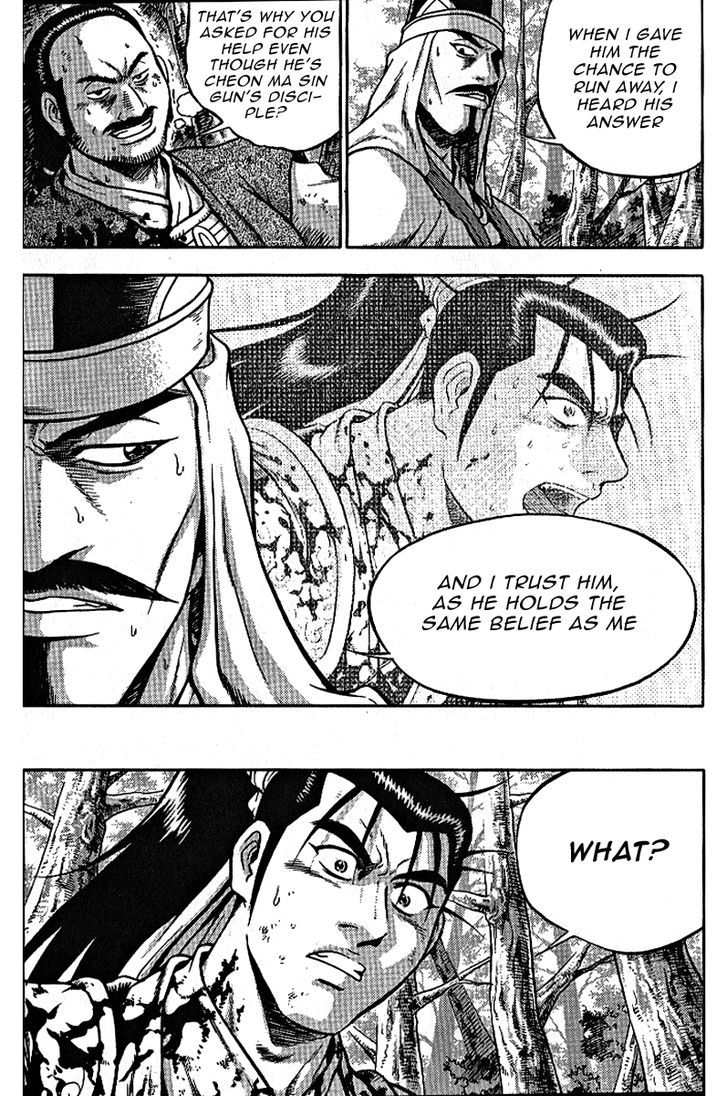 THAT'S WHY YOU
ASKED FOR HIS
HELP EVEN
THOUGH HE'S
CHEON MA SIN
GUN'S DISCI-
PLE?
WHEN I GAVE
HIM THE
CHANCE TO
RUN AWAY, I
HEARD HIS
ANSWER
AND I TRUST HIM,
AS HE HOLDS THE
SAME BELIEF AS ME
WHAT?